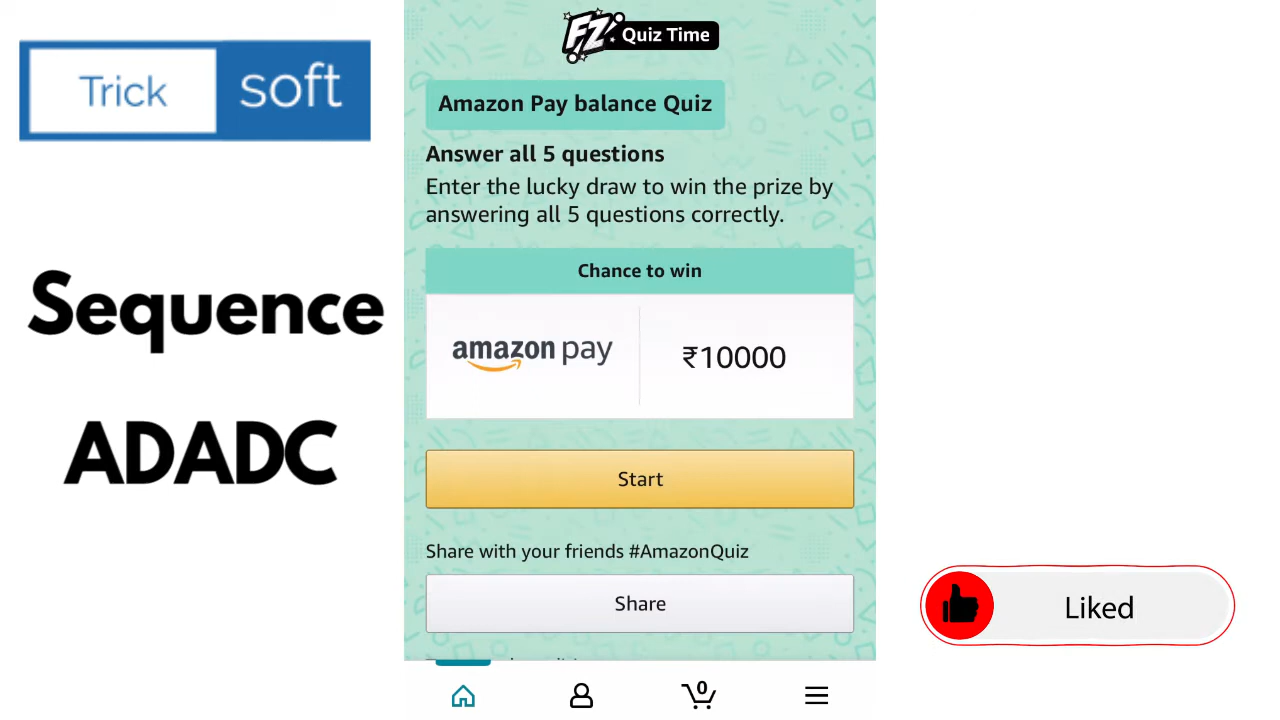 Trick soft
Sequence
ADADC
FZ Quiz Time
Amazon Pay balance Quiz
Answer all 5 questions
Enter the lucky draw to win the prize by
answering all 5 questions correctly.
Chance to win
amazon pay
₹10000
Start
Share with your friends #AmazonQuiz
Share
0
Liked